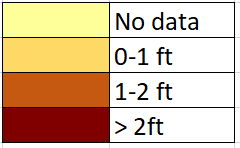 No data
0-1 ft
1-2 ft
> 2ft